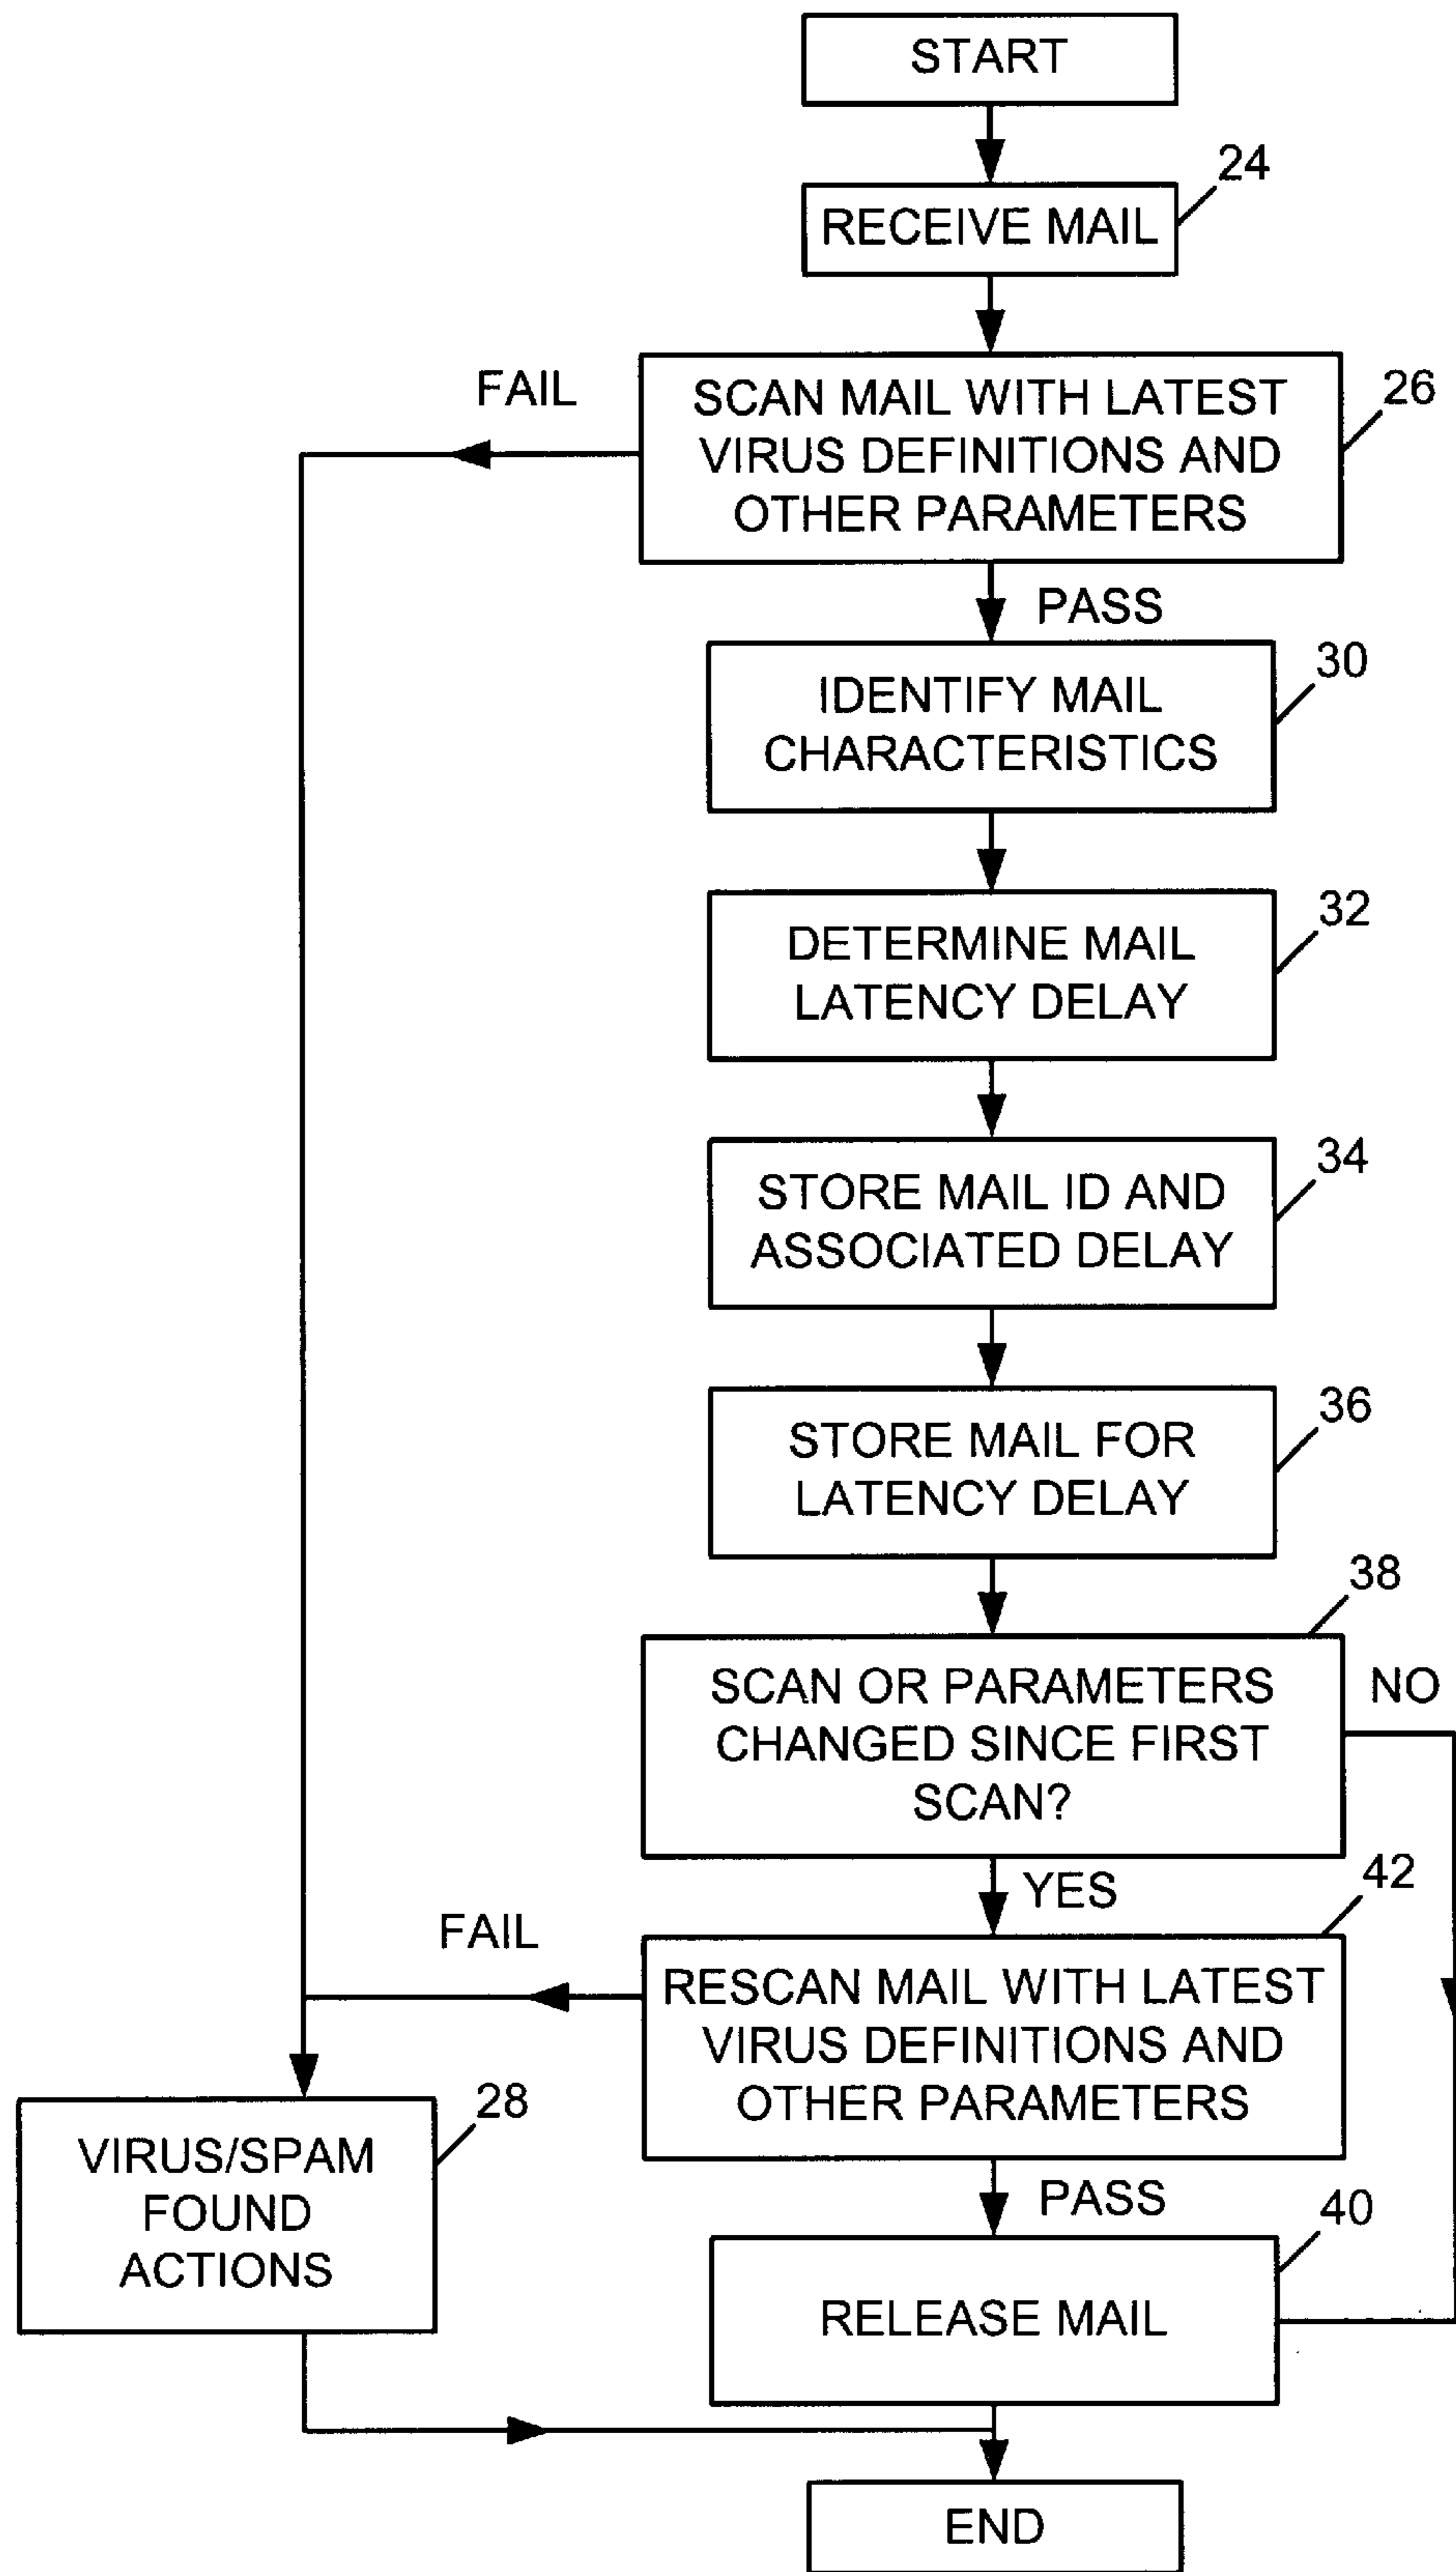 START
24
RECEIVE MAIL
FAIL
SCAN MAIL WITH LATEST
VIRUS DEFINITIONS AND
OTHER PARAMETERS
26
PASS
IDENTIFY MAIL
CHARACTERISTICS
30
DETERMINE MAIL
LATENCY DELAY
32
STORE MAIL ID AND
ASSOCIATED DELAY
34
STORE MAIL FOR
LATENCY DELAY
36
38
SCAN OR PARAMETERS
CHANGED SINCE FIRST
SCAN?
NO
YES
42
FAIL
RESCAN MAIL WITH LATEST
VIRUS DEFINITIONS AND
OTHER PARAMETERS
28
VIRUS/SPAM
FOUND
ACTIONS
PASS
40
RELEASE MAIL
END